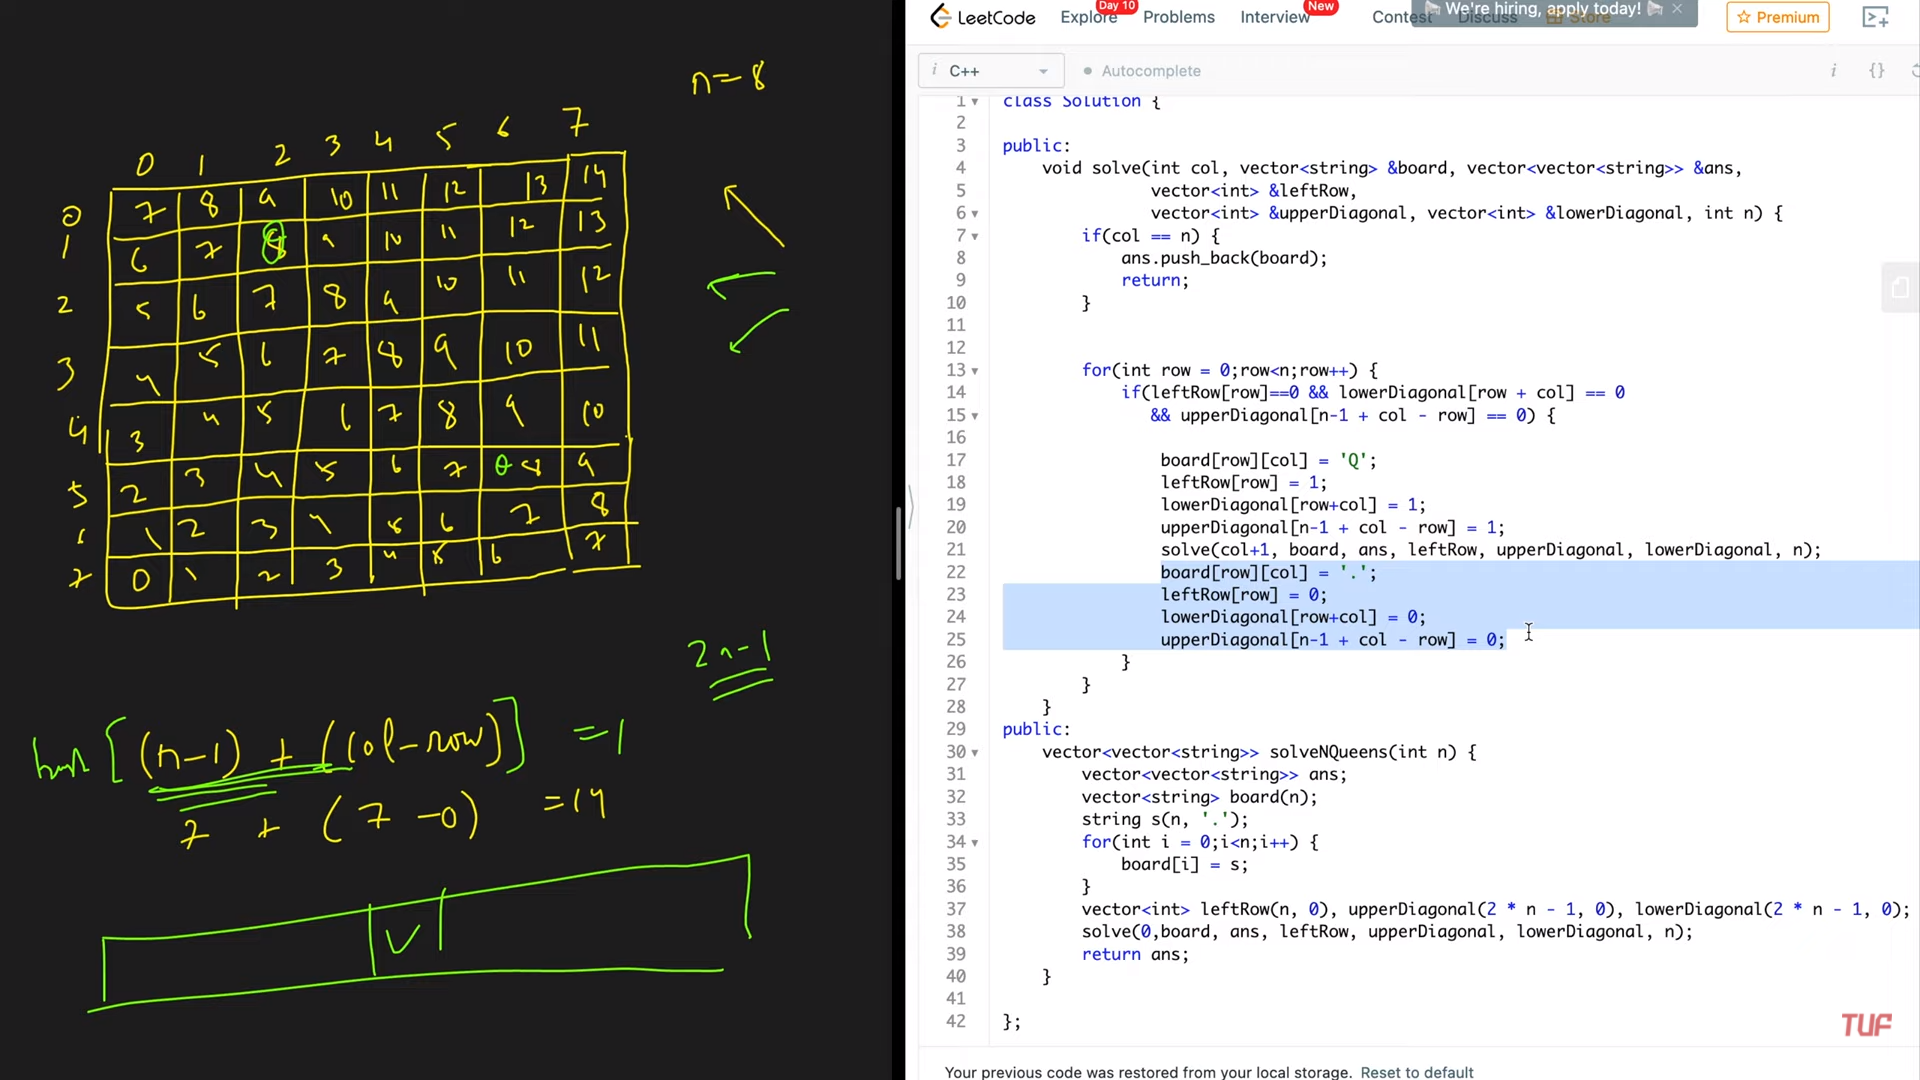 n=8
0 1 2 3 4 5 6 7
0 7 8 9 10 11 12 13 14
1 6 7 8 9 10 11 12 13
2 5 6 7 8 9 10 11 12
3 4 5 6 7 8 9 10 11
4 3 4 5 6 7 8 9 10
5 2 3 4 5 6 7 8 9
6 1 2 3 4 5 6 7 8
7 0 1 2 3 4 5 6 7
2n-1
hash [(n-1) + (col-row)] =1
7 + (7-0) =14
LeetCode Explore Day 10 Problems Interview New Contest Discuss Store
We're hiring, apply today! ×
Premium
i C++ Autocomplete i {}
1 class Solution {
2
3 public:
4 void solve(int col, vector<string> &board, vector<vector<string>> &ans,
5 vector<int> &leftRow,
6 vector<int> &upperDiagonal, vector<int> &lowerDiagonal, int n) {
7 if(col == n) {
8 ans.push_back(board);
9 return;
10 }
11
12
13 for(int row = 0;row<n;row++) {
14 if(leftRow[row]==0 && lowerDiagonal[row + col] == 0
15 && upperDiagonal[n-1 + col - row] == 0) {
16
17 board[row][col] = 'Q';
18 leftRow[row] = 1;
19 lowerDiagonal[row+col] = 1;
20 upperDiagonal[n-1 + col - row] = 1;
21 solve(col+1, board, ans, leftRow, upperDiagonal, lowerDiagonal, n);
22 board[row][col] = '.';
23 leftRow[row] = 0;
24 lowerDiagonal[row+col] = 0;
25 upperDiagonal[n-1 + col - row] = 0;
26 }
27 }
28 }
29 public:
30 vector<vector<string>> solveNQueens(int n) {
31 vector<vector<string>> ans;
32 vector<string> board(n);
33 string s(n, '.');
34 for(int i = 0;i<n;i++) {
35 board[i] = s;
36 }
37 vector<int> leftRow(n, 0), upperDiagonal(2 * n - 1, 0), lowerDiagonal(2 * n - 1, 0);
38 solve(0,board, ans, leftRow, upperDiagonal, lowerDiagonal, n);
39 return ans;
40 }
41
42 };
TUF
Your previous code was restored from your local storage. Reset to default